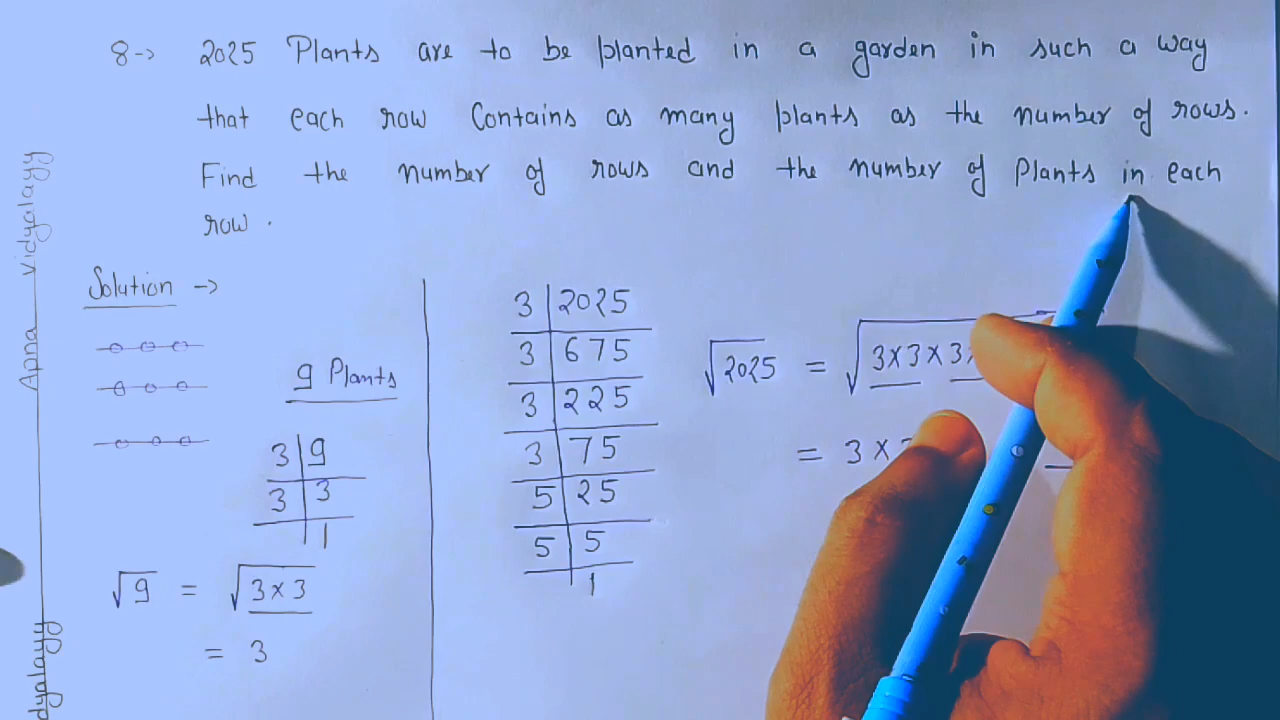 8-> 2025 Plants are to be planted in a garden in such a way
that each row Contains as many plants as the number of rows.
Find the number of rows and the number of Plants in each
row.
Solution ->
9 Plants
3 | 9
3 | 3
1
√9 = √3×3
= 3
3 | 2025
3 | 675
3 | 225
3 | 75
5 | 25
5 | 5
1
√2025 = √3×3×3
= 3×
Apna Vidyalayy
dyalayy